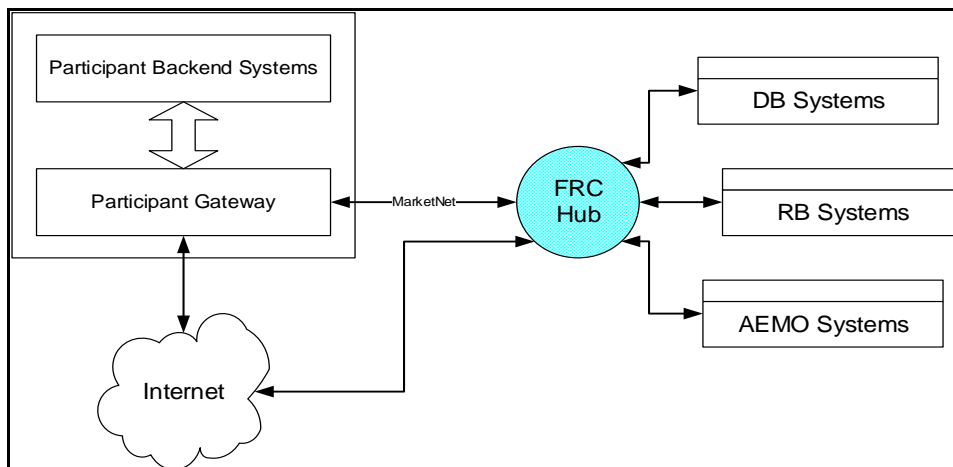 Participant Backend Systems
DB Systems
Participant Gateway
MarketNet
FRC
Hub
RB Systems
AEMO Systems
Internet